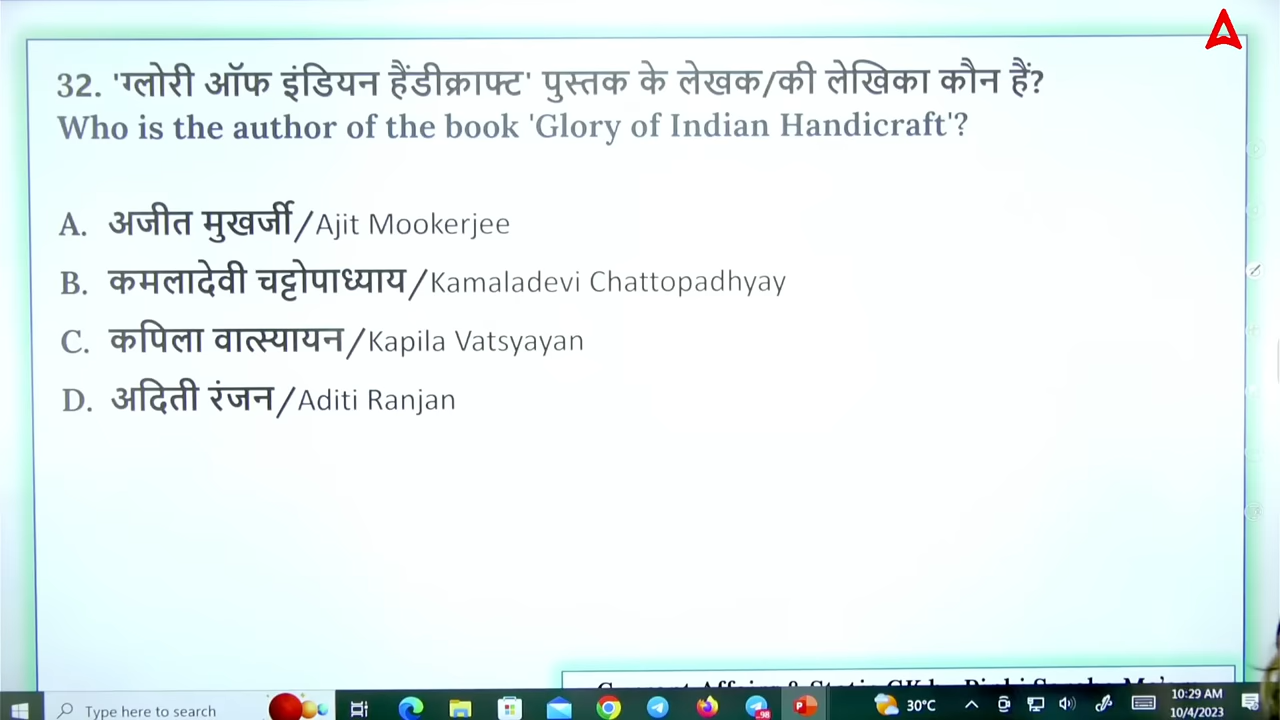 32. 'ग्लोरी ऑफ इंडियन हैंडीक्राफ्ट' पुस्तक के लेखक/की लेखिका कौन हैं?
Who is the author of the book 'Glory of Indian Handicraft'?
A. अजीत मुखर्जी/Ajit Mookerjee
B. कमलादेवी चट्टोपाध्याय/Kamaladevi Chattopadhyay
C. कपिला वात्स्यायन/Kapila Vatsyayan
D. अदिती रंजन/Aditi Ranjan
Type here to search
98
30°C
10:29 AM
10/4/2023